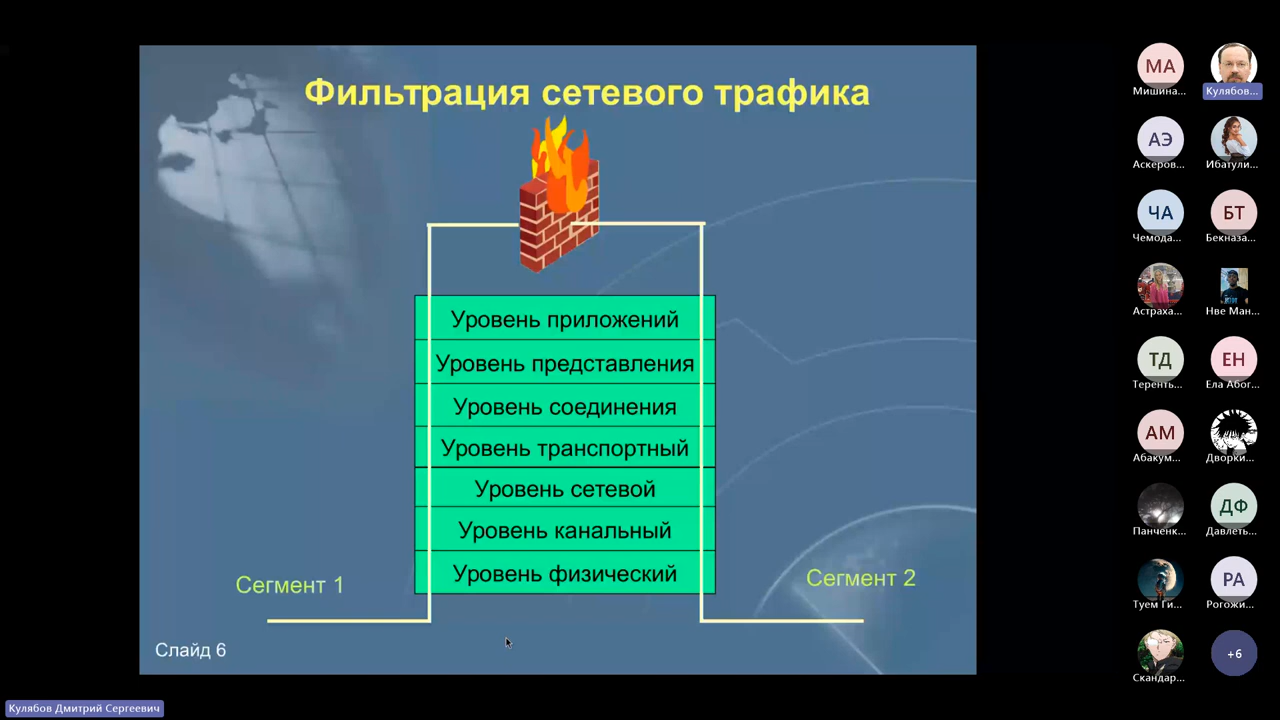 Фильтрация сетевого трафика
Уровень приложений
Уровень представления
Уровень соединения
Уровень транспортный
Уровень сетевой
Уровень канальный
Уровень физический
Сегмент 1
Сегмент 2
Слайд 6
МА
Мишина...
Кулябов...
АЭ
Аскеров...
Ибатули...
ЧА
Чемода...
БТ
Бекназа...
Астраха...
Нве Ман...
ТД
Теренть...
ЕН
Ела Абог...
АМ
Абакум...
Дворки...
Панченк...
ДФ
Давлеть...
Туем Ги...
РА
Рогожи...
Скандар...
+6
Кулябов Дмитрий Сергеевич